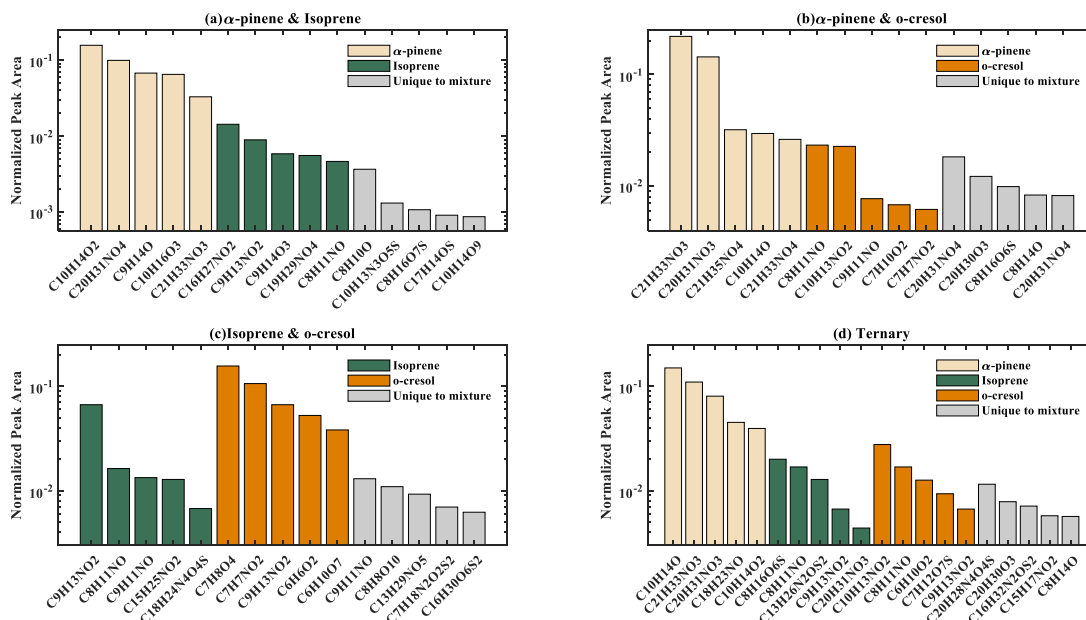 (a)α-pinene & Isoprene
Normalized Peak Area
10^-1
10^-2
10^-3
α-pinene
Isoprene
Unique to mixture
C10H14O2
C20H31NO4
C9H14O
C10H16O3
C21H33NO3
C16H27NO2
C9H13NO2
C9H14O3
C19H29NO4
C8H11NO
C8H10O
C10H13N3O5S
C8H16O7S
C17H14OS
C10H14O9
(b)α-pinene & o-cresol
Normalized Peak Area
10^-1
10^-2
α-pinene
o-cresol
Unique to mixture
C21H33NO3
C20H31NO3
C21H35NO4
C10H14O
C21H33NO4
C8H11NO
C10H13NO2
C9H11NO
C7H10O2
C7H7NO2
C20H31NO4
C20H30O3
C8H16O6S
C8H14O
C20H31NO4
(c)Isoprene & o-cresol
Normalized Peak Area
10^-1
10^-2
Isoprene
o-cresol
Unique to mixture
C9H13NO2
C8H11NO
C9H11NO
C15H25NO2
C18H24N4O4S
C7H8O4
C7H7NO2
C9H13NO2
C6H6O2
C6H10O7
C9H11NO
C8H8O10
C13H29NO5
C7H18N2O2S2
C16H30O6S2
(d) Ternary
Normalized Peak Area
10^-1
10^-2
α-pinene
Isoprene
o-cresol
Unique to mixture
C10H14O
C21H33NO3
C20H31NO3
C18H23NO
C10H14O2
C8H16O6S
C8H11NO
C13H26N2OS2
C9H13NO2
C20H31NO3
C10H13NO2
C8H11NO
C6H10O2
C7H12O7S
C9H13NO2
C20H28N4O4S
C20H30O3
C16H32N2OS2
C15H17NO2
C8H14O